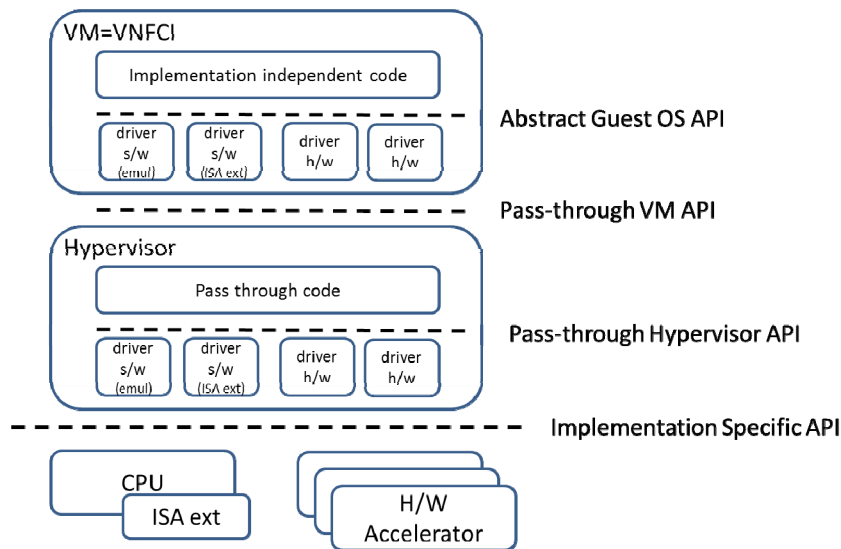 VM=VNFCI
Implementation independent code
Abstract Guest OS API
driver
s/w
(emul)
driver
s/w
(ISA ext)
driver
h/w
driver
h/w
Pass-through VM API
Hypervisor
Pass through code
Pass-through Hypervisor API
driver
s/w
(emul)
driver
s/w
(ISA ext)
driver
h/w
driver
h/w
Implementation Specific API
CPU
ISA ext
H/W
Accelerator